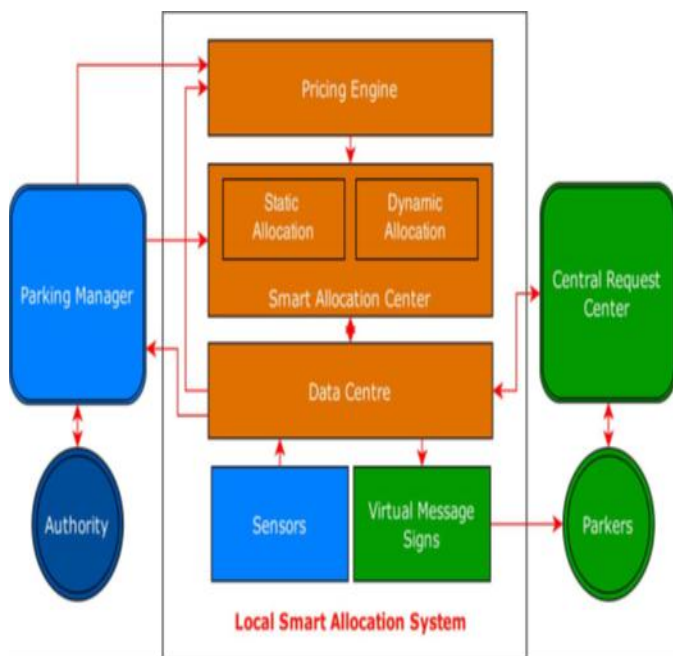 Pricing Engine
Static
Allocation
Dynamic
Allocation
Smart Allocation Center
Parking Manager
Central Request
Center
Data Centre
Authority
Sensors
Virtual Message
Signs
Parkers
Local Smart Allocation System